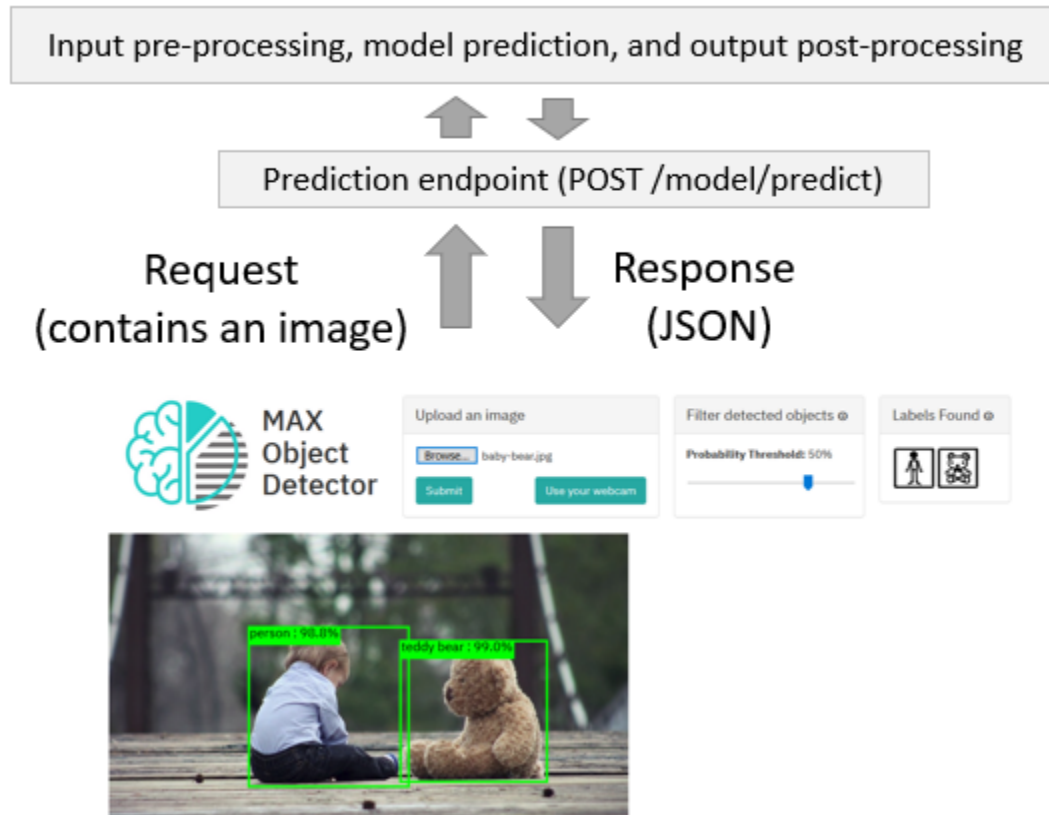 Input pre-processing, model prediction, and output post-processing
Prediction endpoint (POST /model/predict)
Request
(contains an image)
Response
(JSON)
MAX
Object
Detector
Upload an image
Browse... baby-bear.jpg
Submit
Use your webcam
Filter detected objects
Probability Threshold: 50%
Labels Found
person : 98.8%
teddy bear : 99.0%